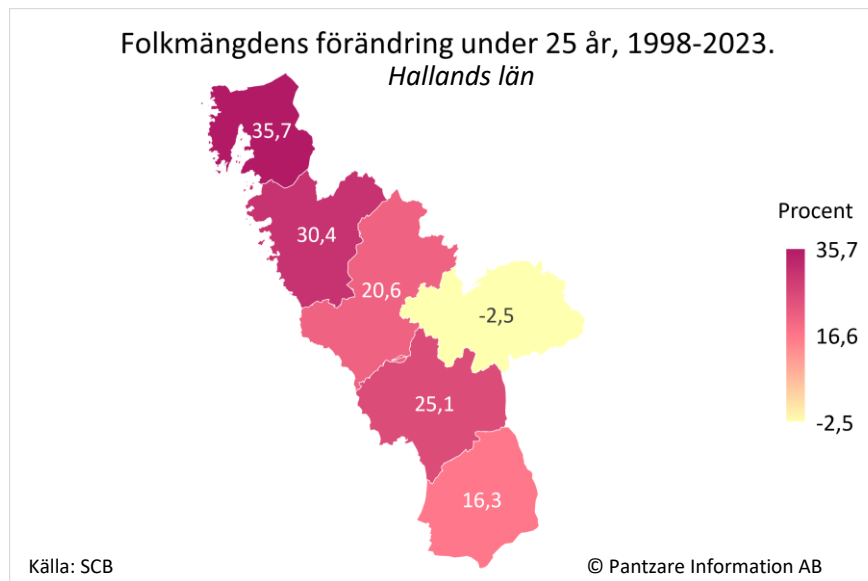 Folkmängdens förändring under 25 år, 1998-2023.
Hallands län
35,7
30,4
20,6
-2,5
25,1
16,3
Procent
35,7
16,6
-2,5
Källa: SCB
© Pantzare Information AB